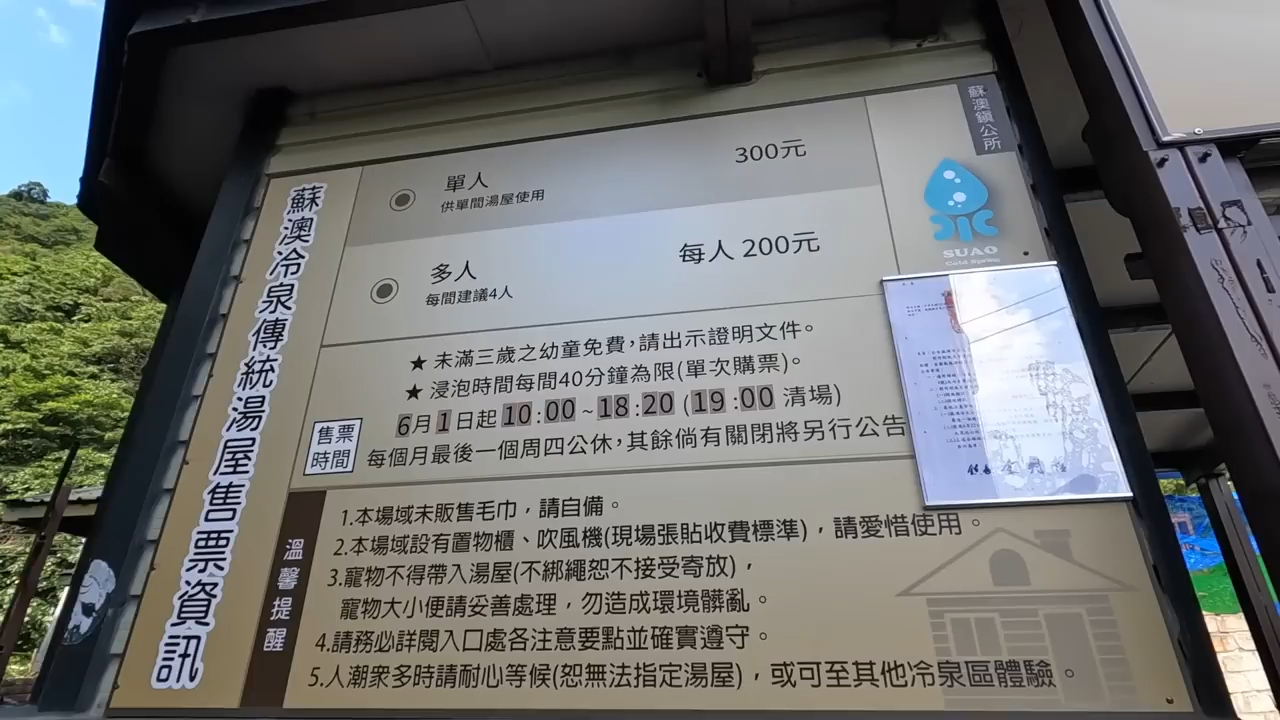 蘇澳鎮公所
蘇澳冷泉傳統湯屋售票資訊
單人
供單間湯屋使用
300元
多人
每間建議4人
每人 200元
SUAO
Cold Spring
★ 未滿三歲之幼童免費,請出示證明文件。
★ 浸泡時間每間40分鐘為限(單次購票)。
售票時間
6月1日起 10:00 ~ 18:20 (19:00 清場)
每個月最後一個周四公休,其餘倘有關閉將另行公告
溫馨提醒
1.本場域未販售毛巾,請自備。
2.本場域設有置物櫃、吹風機(現場張貼收費標準),請愛惜使用。
3.寵物不得帶入湯屋(不綁繩恕不接受寄放),
寵物大小便請妥善處理,勿造成環境髒亂。
4.請務必詳閱入口處各注意要點並確實遵守。
5.人潮眾多時請耐心等候(恕無法指定湯屋),或可至其他冷泉區體驗。